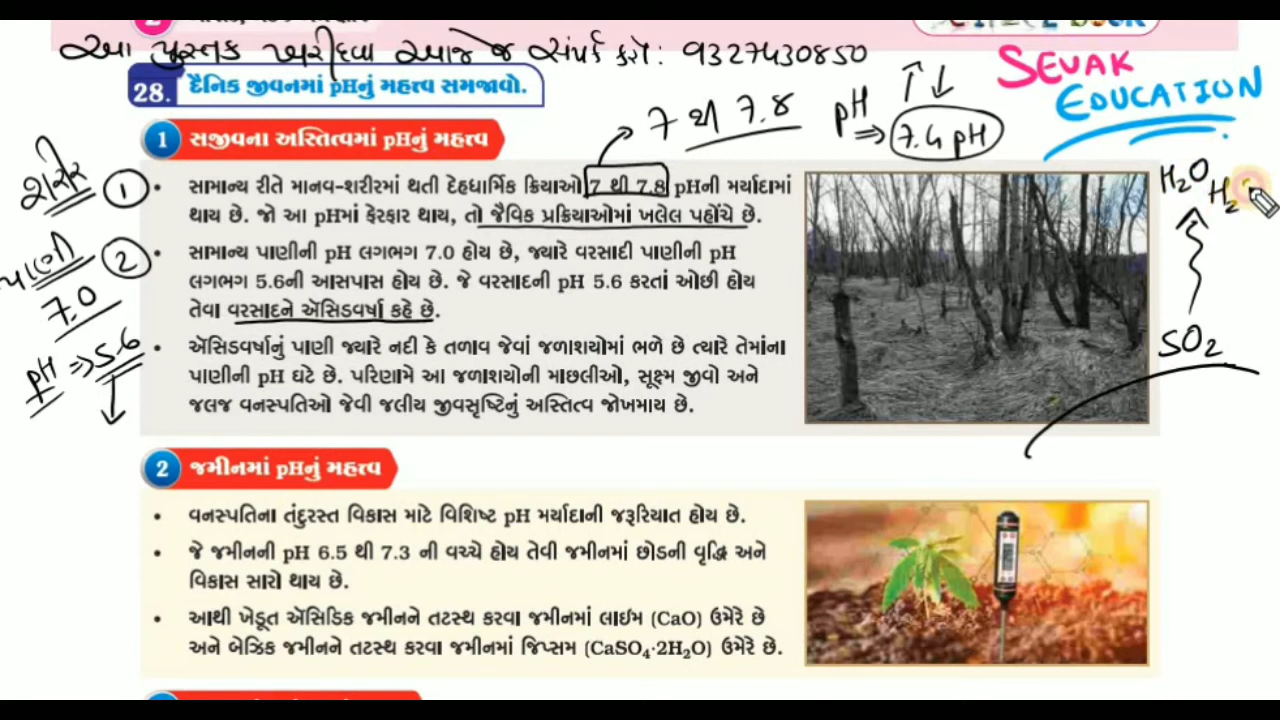 આ પુસ્તક ખરીદવા આજે જ સંપર્ક કરો: 9327430850
SEVAK
EDUCATION
28. દૈનિક જીવનમાં pHનું મહત્ત્વ સમજાવો.
7 થી 7.8
pH ⇒ 7.4 pH
1 સજીવના અસ્તિત્વમાં pHનું મહત્ત્વ
શરીર 1
• સામાન્ય રીતે માનવ-શરીરમાં થતી દેહધાર્મિક ક્રિયાઓ 7 થી 7.8 pHની મર્યાદામાં
થાય છે. જો આ pHમાં ફેરફાર થાય, તો જૈવિક પ્રક્રિયાઓમાં ખલેલ પહોંચે છે.
પાણી 2
7.0
pH ⇒ 5.6
• સામાન્ય પાણીની pH લગભગ 7.0 હોય છે, જ્યારે વરસાદી પાણીની pH
લગભગ 5.6ની આસપાસ હોય છે. જે વરસાદની pH 5.6 કરતાં ઓછી હોય
તેવા વરસાદને ઍસિડવર્ષા કહે છે.
• ઍસિડવર્ષાનું પાણી જ્યારે નદી કે તળાવ જેવાં જળાશયોમાં ભળે છે ત્યારે તેમાંના
પાણીની pH ઘટે છે. પરિણામે આ જળાશયોની માછલીઓ, સૂક્ષ્મ જીવો અને
જલજ વનસ્પતિઓ જેવી જલીય જીવસૃષ્ટિનું અસ્તિત્વ જોખમાય છે.
H₂O H₂
SO₂
2 જમીનમાં pHનું મહત્ત્વ
• વનસ્પતિના તંદુરસ્ત વિકાસ માટે વિશિષ્ટ pH મર્યાદાની જરૂરિયાત હોય છે.
• જે જમીનની pH 6.5 થી 7.3 ની વચ્ચે હોય તેવી જમીનમાં છોડની વૃદ્ધિ અને
વિકાસ સારો થાય છે.
• આથી ખેડૂત ઍસિડિક જમીનને તટસ્થ કરવા જમીનમાં લાઇમ (CaO) ઉમેરે છે
અને બેઝિક જમીનને તટસ્થ કરવા જમીનમાં જિપ્સમ (CaSO₄·2H₂O) ઉમેરે છે.